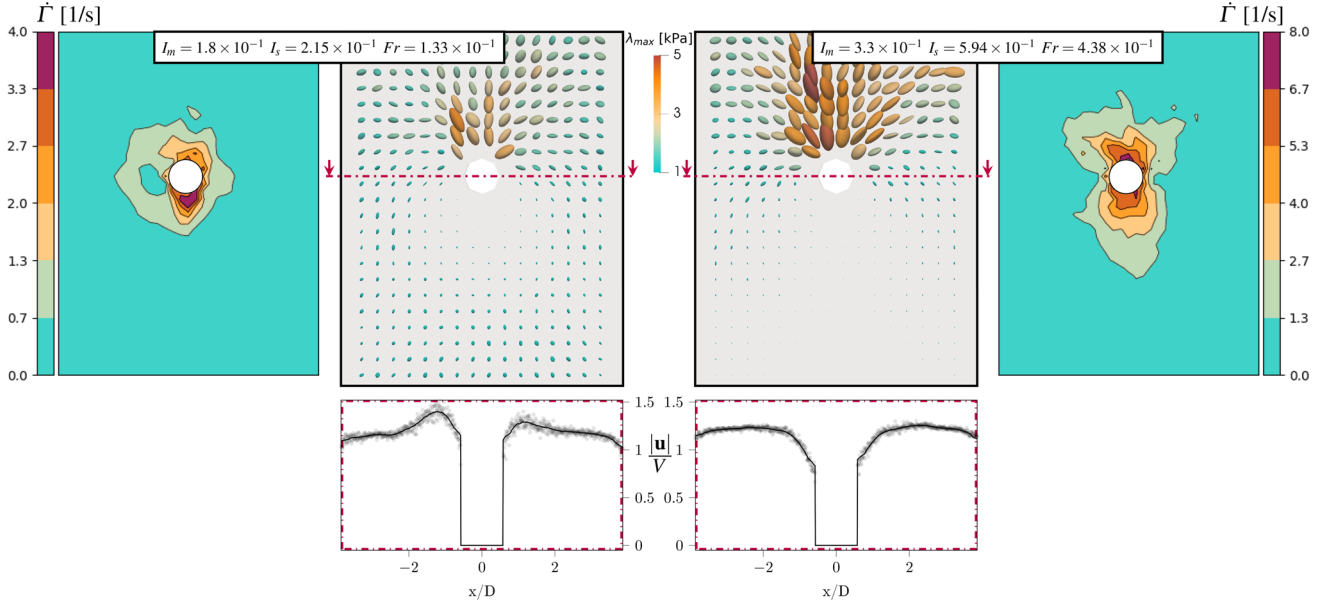 Γ̇ [1/s]
4.0
3.3
2.7
2.0
1.3
0.7
0.0
I_m = 1.8 × 10⁻¹ I_s = 2.15 × 10⁻¹ Fr = 1.33 × 10⁻¹
λ_max [kPa]
5
3
1
I_m = 3.3 × 10⁻¹ I_s = 5.94 × 10⁻¹ Fr = 4.38 × 10⁻¹
Γ̇ [1/s]
8.0
6.7
5.3
4.0
2.7
1.3
0.0
1.5 1.5
1 |u|/V 1
0.5 0.5
0 0
−2 0 2
x/D
−2 0 2
x/D